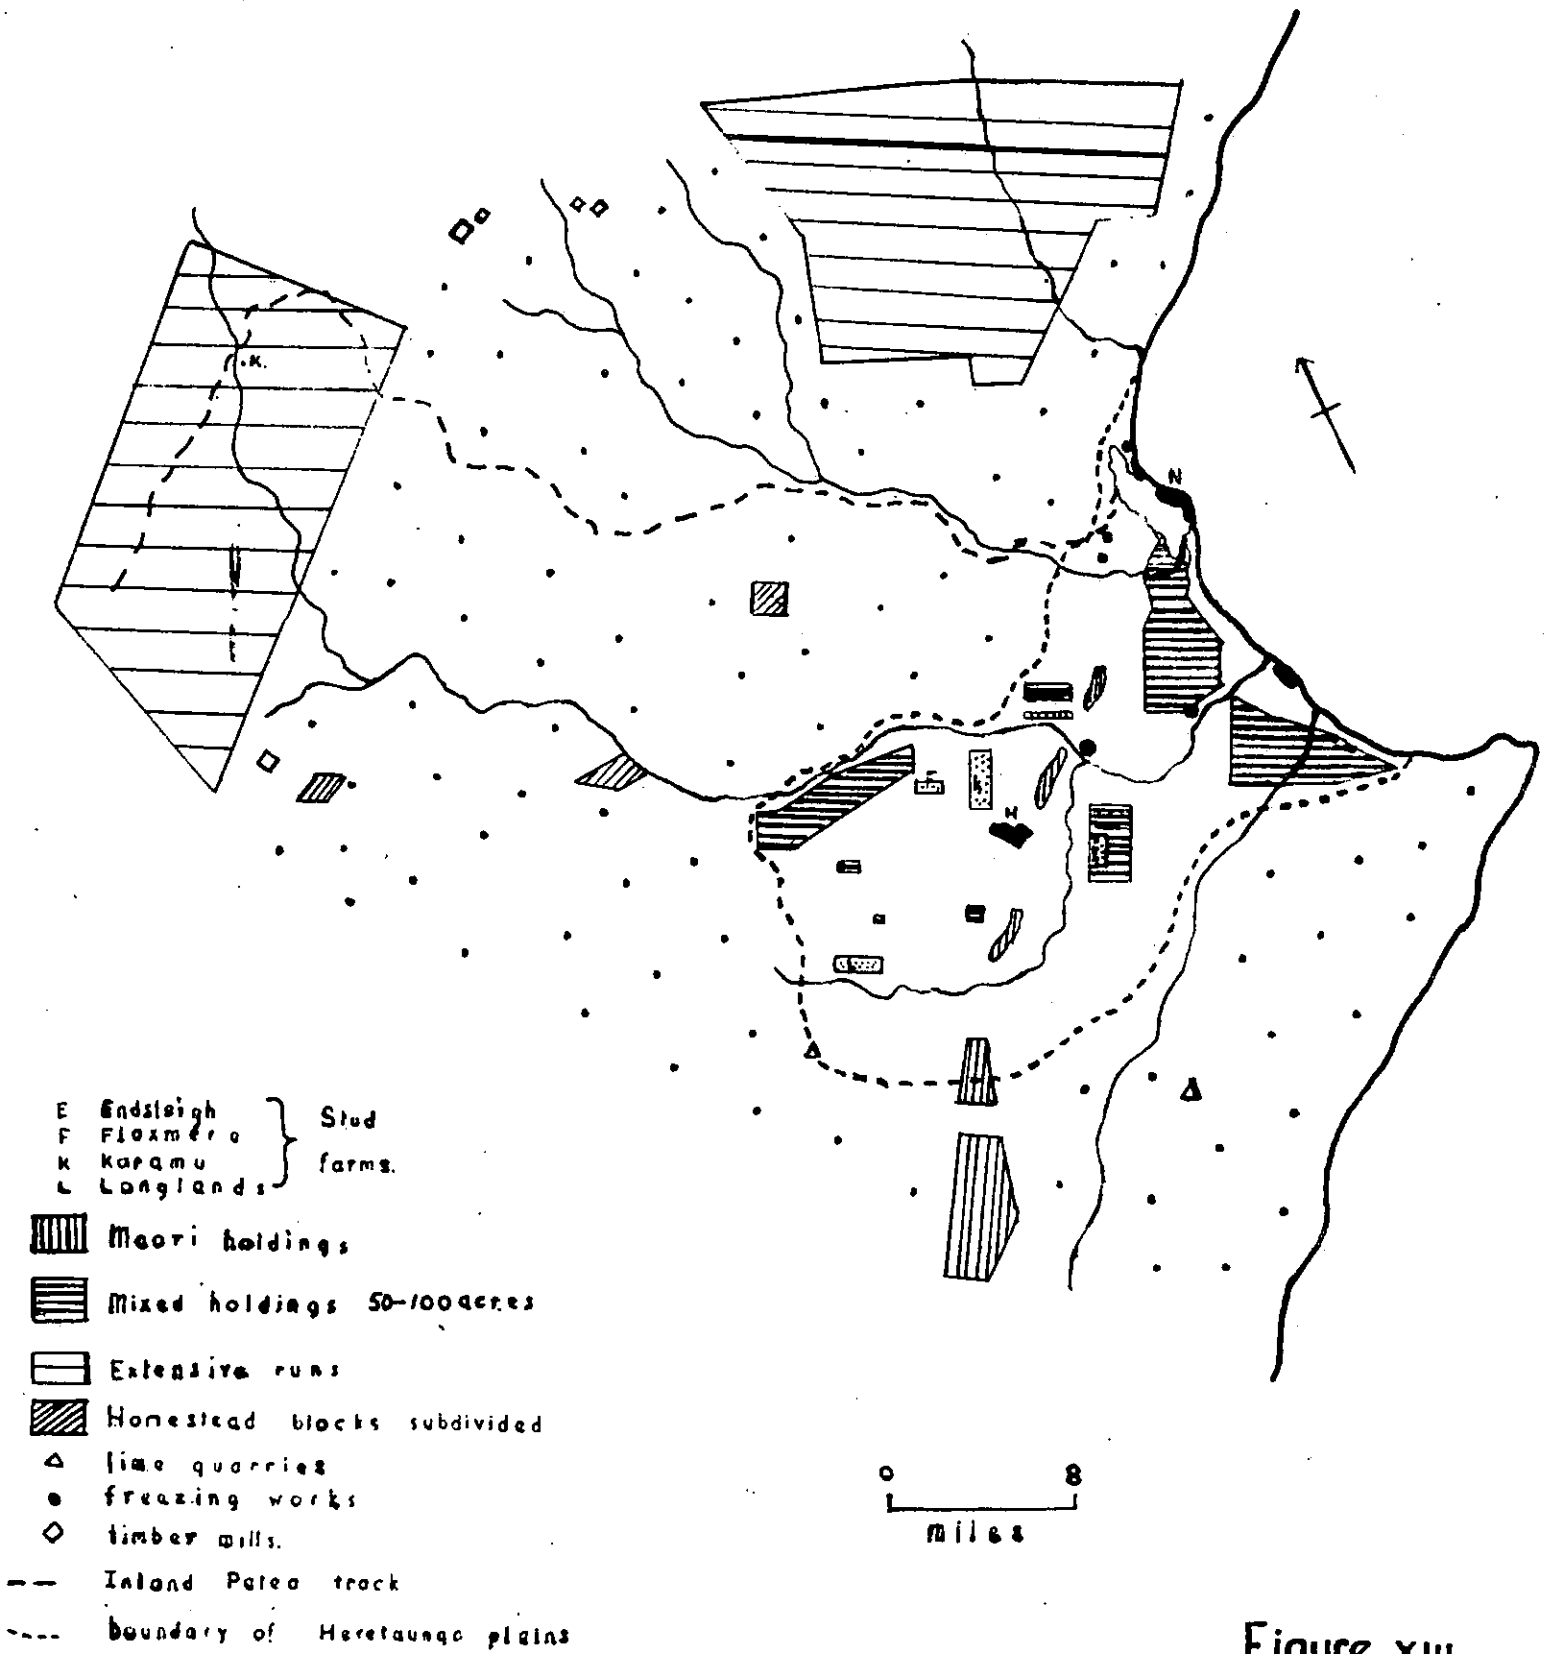 N
K.
F
K
H
E Endsleigh
F Flaxmere
K Karamu
L Longlands
Stud
farms.
Maori holdings
Mixed holdings 50-100 acres
Extensive runs
Homestead blocks subdivided
lime quarries
freezing works
timber mills.
Inland Patea track
boundary of Heretaunga plains
0 8
miles
Figure XIII